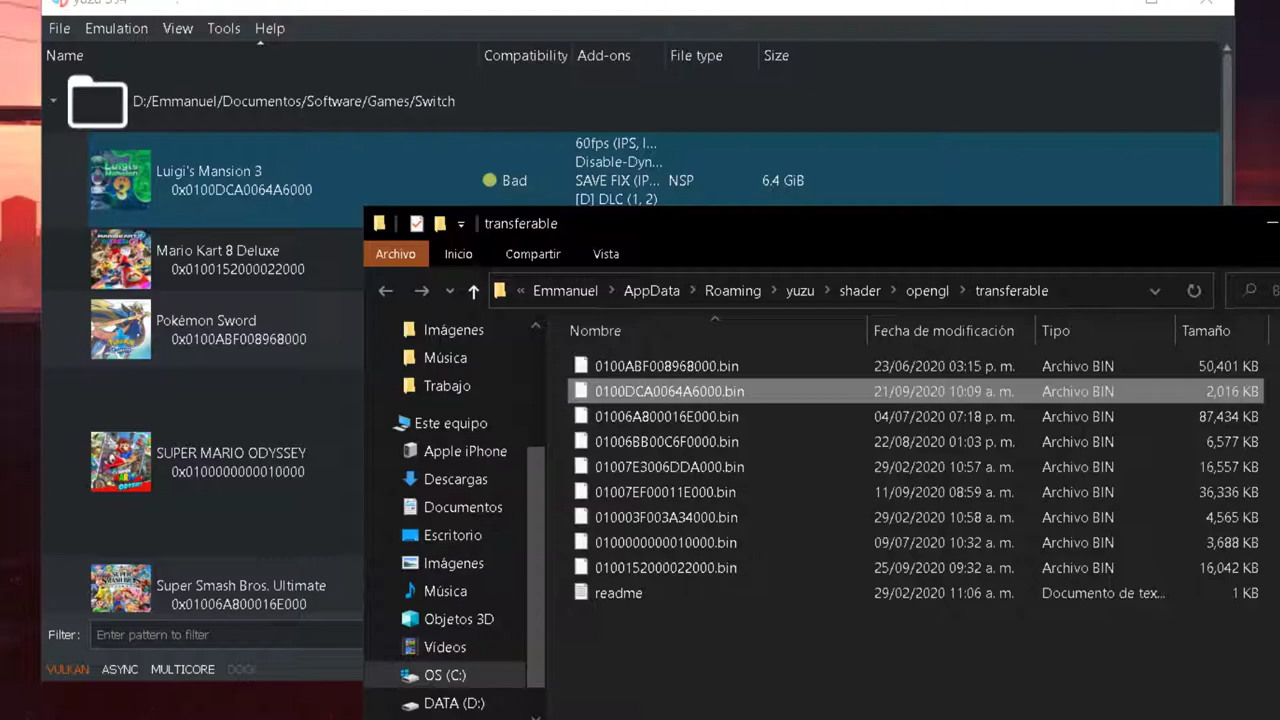 File Emulation View Tools Help
Name Compatibility Add-ons File type Size
D:/Emmanuel/Documentos/Software/Games/Switch
Luigi's Mansion 3
0x0100DCA0064A6000
Bad
60fps (IPS, I...
Disable-Dyn...
SAVE FIX (IP...
[D] DLC (1, 2)
NSP
6.4 GiB
Mario Kart 8 Deluxe
0x0100152000022000
Pokémon Sword
0x0100ABF008968000
SUPER MARIO ODYSSEY
0x0100000000010000
Super Smash Bros. Ultimate
0x01006A800016E000
Filter: Enter pattern to filter
VULKAN ASYNC MULTICORE DOCK
transferable
Archivo Inicio Compartir Vista
« Emmanuel AppData Roaming yuzu shader opengl transferable
Imágenes
Música
Trabajo
Este equipo
Apple iPhone
Descargas
Documentos
Escritorio
Imágenes
Música
Objetos 3D
Vídeos
OS (C:)
DATA (D:)
Nombre Fecha de modificación Tipo Tamaño
0100ABF008968000.bin 23/06/2020 03:15 p. m. Archivo BIN 50,401 KB
0100DCA0064A6000.bin 21/09/2020 10:09 a. m. Archivo BIN 2,016 KB
01006A800016E000.bin 04/07/2020 07:18 p. m. Archivo BIN 87,434 KB
01006BB00C6F0000.bin 22/08/2020 01:03 p. m. Archivo BIN 6,577 KB
01007E3006DDA000.bin 29/02/2020 10:57 a. m. Archivo BIN 16,557 KB
01007EF00011E000.bin 11/09/2020 08:59 a. m. Archivo BIN 36,336 KB
010003F003A34000.bin 29/02/2020 10:58 a. m. Archivo BIN 4,565 KB
0100000000010000.bin 09/07/2020 10:32 a. m. Archivo BIN 3,688 KB
0100152000022000.bin 25/09/2020 09:32 a. m. Archivo BIN 16,042 KB
readme 29/02/2020 11:06 a. m. Documento de tex... 1 KB